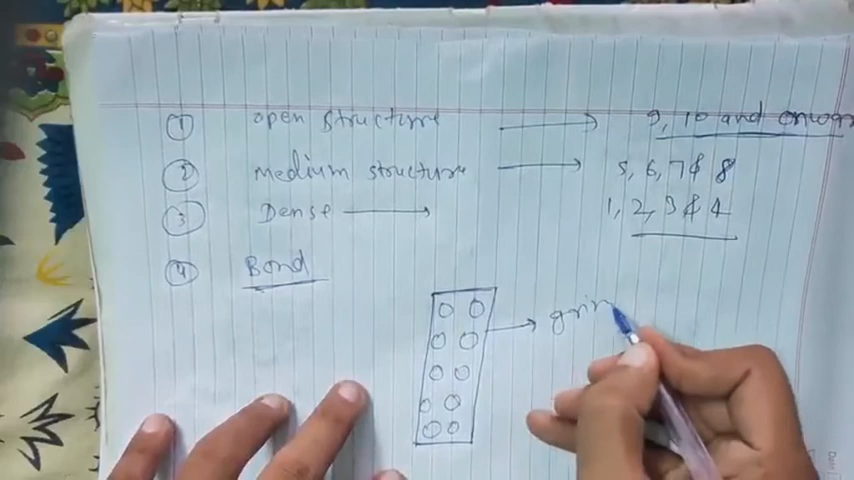 ① open structure → 9, 10 and onwar
② medium structure → 5, 6, 7 & 8
③ Dense → 1, 2, 3 & 4
④ Bond
→ grin